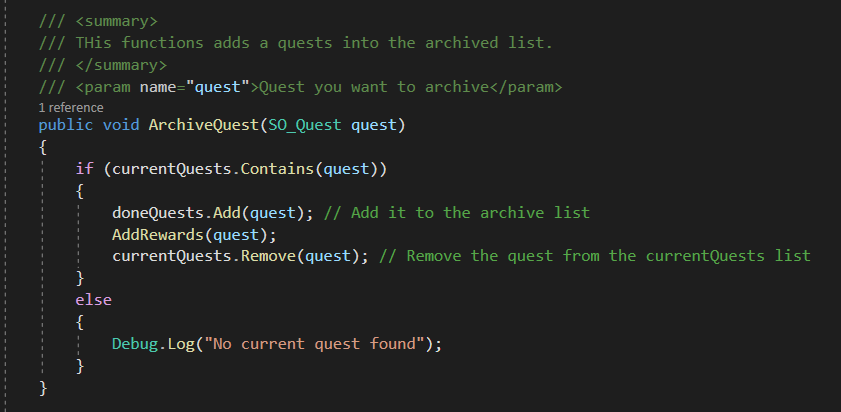 /// <summary>
/// THis functions adds a quests into the archived list.
/// </summary>
/// <param name="quest">Quest you want to archive</param>
1 reference
public void ArchiveQuest(SO_Quest quest)
{
if (currentQuests.Contains(quest))
{
doneQuests.Add(quest); // Add it to the archive list
AddRewards(quest);
currentQuests.Remove(quest); // Remove the quest from the currentQuests list
}
else
{
Debug.Log("No current quest found");
}
}